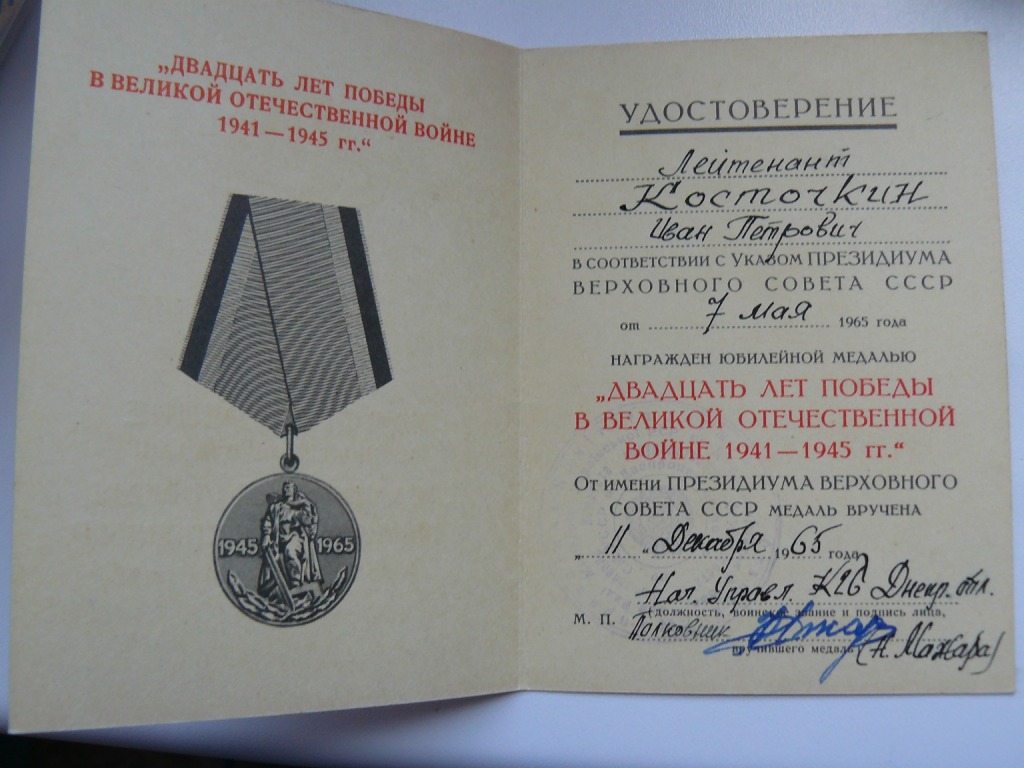 „ДВАДЦАТЬ ЛЕТ ПОБЕДЫ
В ВЕЛИКОЙ ОТЕЧЕСТВЕННОЙ ВОЙНЕ
1941—1945 гг.“
1945 1965
УДОСТОВЕРЕНИЕ
Лейтенант
Косточкин
Иван Петрович
В СООТВЕТСТВИИ С УКАЗОМ ПРЕЗИДИУМА
ВЕРХОВНОГО СОВЕТА СССР
от 7 мая 1965 года
НАГРАЖДЕН ЮБИЛЕЙНОЙ МЕДАЛЬЮ
„ДВАДЦАТЬ ЛЕТ ПОБЕДЫ
В ВЕЛИКОЙ ОТЕЧЕСТВЕННОЙ
ВОЙНЕ 1941—1945 гг.“
ОТ ИМЕНИ ПРЕЗИДИУМА ВЕРХОВНОГО
СОВЕТА СССР МЕДАЛЬ ВРУЧЕНА
„11“ Декабря 1965 года
Нач. Управл. КГБ Днепр. обл.
(должность, воинское звание и подпись лица,
М. П. Полковник
вручившего медаль) (Н. Мажара)